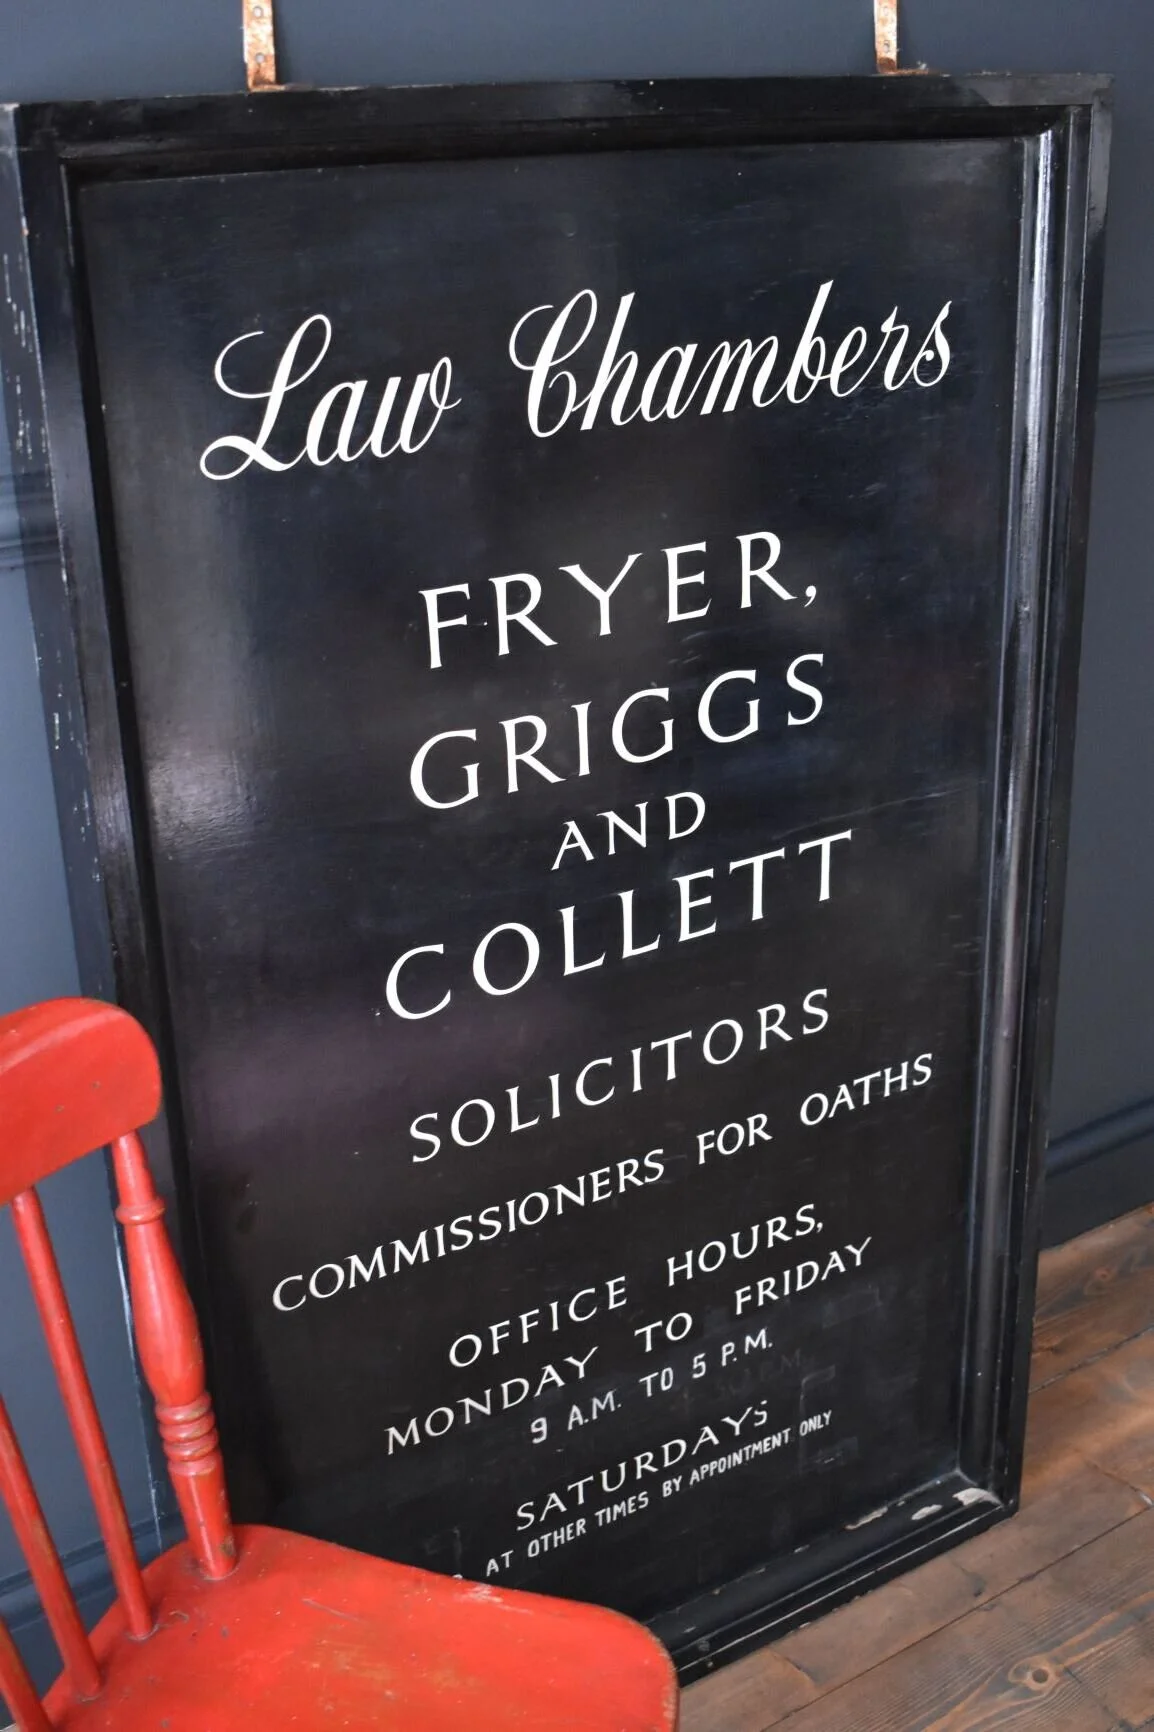 Law Chambers
FRYER,
GRIGGS
AND
COLLETT
SOLICITORS
COMMISSIONERS FOR OATHS
OFFICE HOURS,
MONDAY TO FRIDAY
9 A.M. TO 5 P.M.
SATURDAYS
AT OTHER TIMES BY APPOINTMENT ONLY